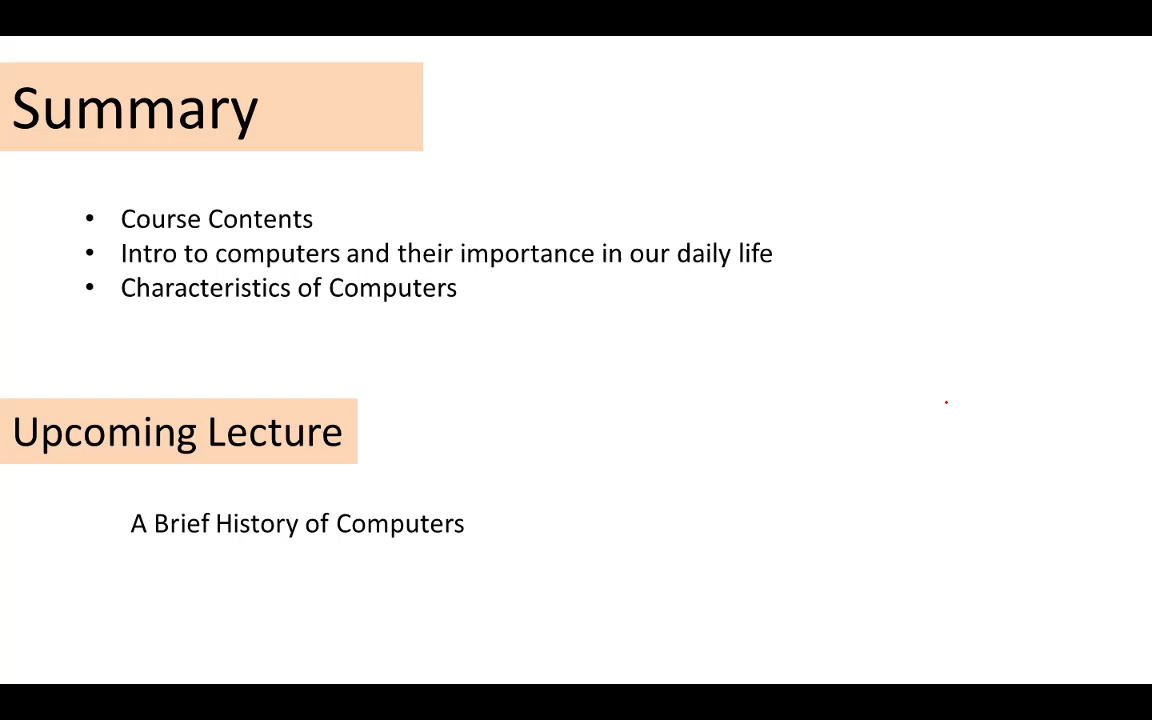 Summary
• Course Contents
• Intro to computers and their importance in our daily life
• Characteristics of Computers
Upcoming Lecture
A Brief History of Computers